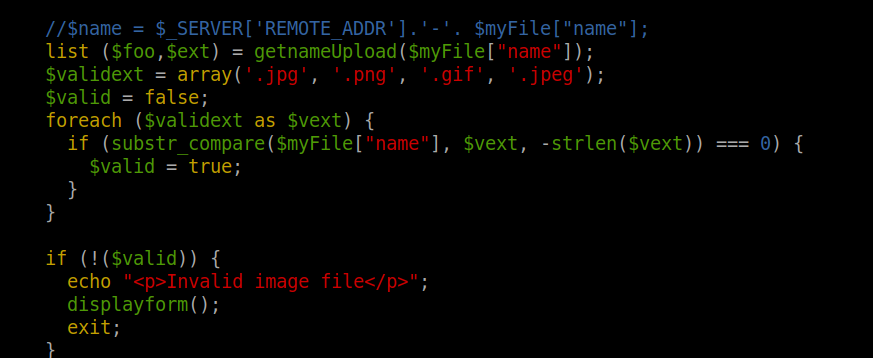 //$name = $_SERVER['REMOTE_ADDR'].'-'. $myFile["name"];
list ($foo,$ext) = getnameUpload($myFile["name"]);
$validext = array('.jpg', '.png', '.gif', '.jpeg');
$valid = false;
foreach ($validext as $vext) {
  if (substr_compare($myFile["name"], $vext, -strlen($vext)) === 0) {
    $valid = true;
  }
}

if (!($valid)) {
  echo "<p>Invalid image file</p>";
  displayform();
  exit;
}